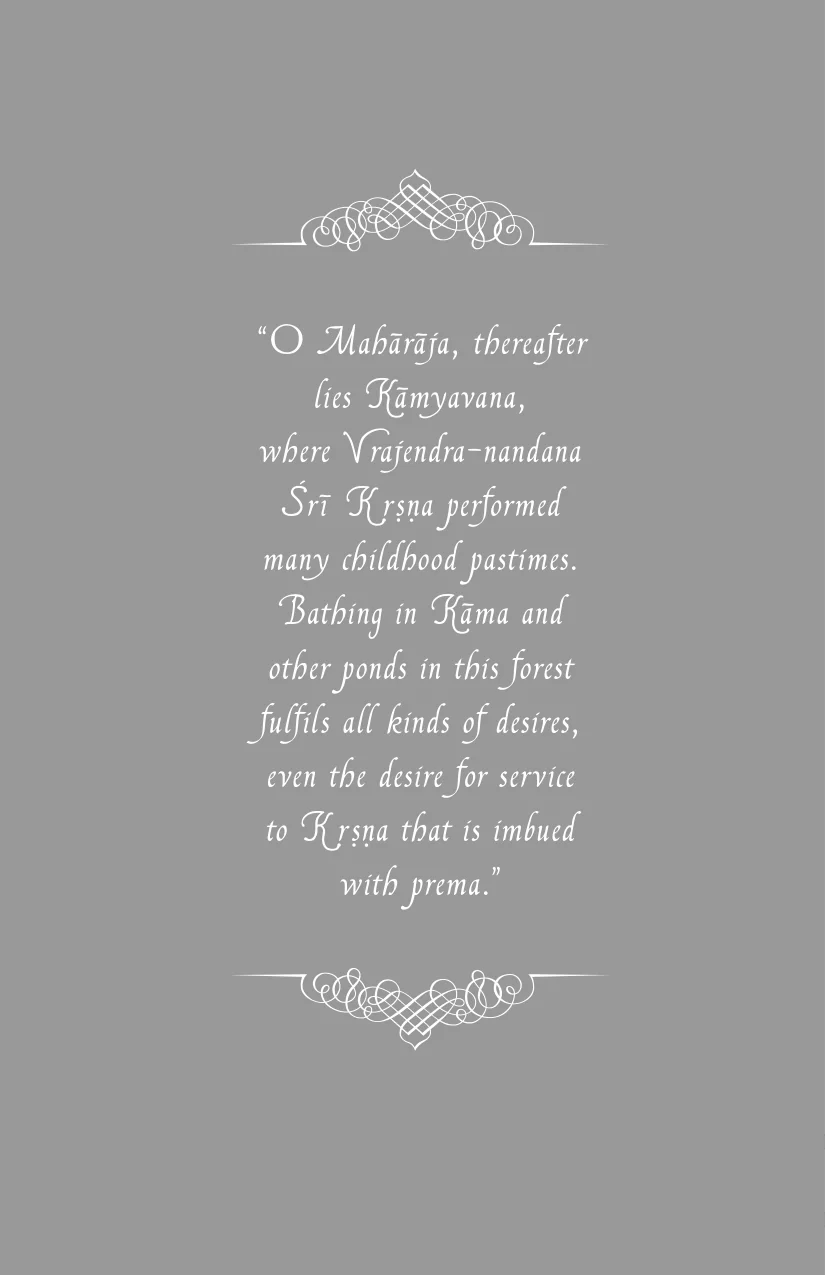 “O Mahārāja, thereafter
lies Kāmyavana,
where Vrajendra-nandana
Śrī Kṛṣṇa performed
many childhood pastimes.
Bathing in Kāma and
other ponds in this forest
fulfils all kinds of desires,
even the desire for service
to Kṛṣṇa that is imbued
with prema.”